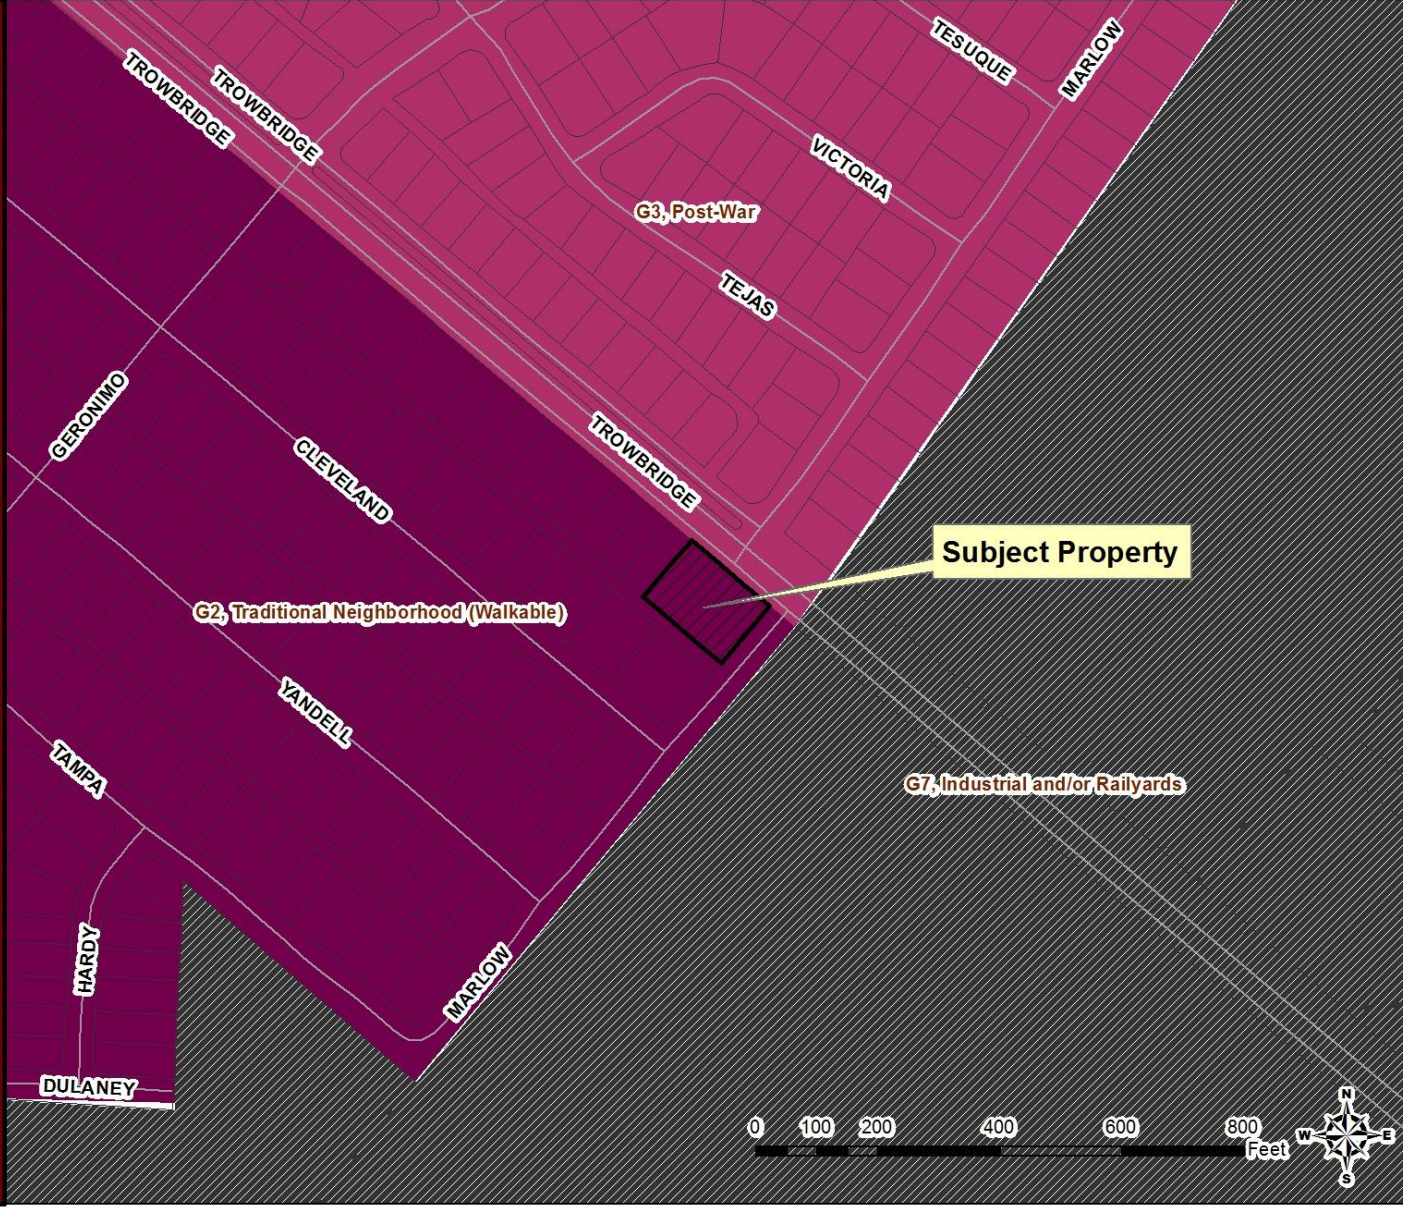 TESUQUE
MARLOW
TROWBRIDGE
TROWBRIDGE
VICTORIA
G3, Post-War
TEJAS
GERONIMO
CLEVELAND
TROWBRIDGE
Subject Property
G2, Traditional Neighborhood (Walkable)
YANDELL
TAMPA
G7, Industrial and/or Railyards
HARDY
MARLOW
DULANEY
0 100 200 400 600 800
Feet
N
W E
S